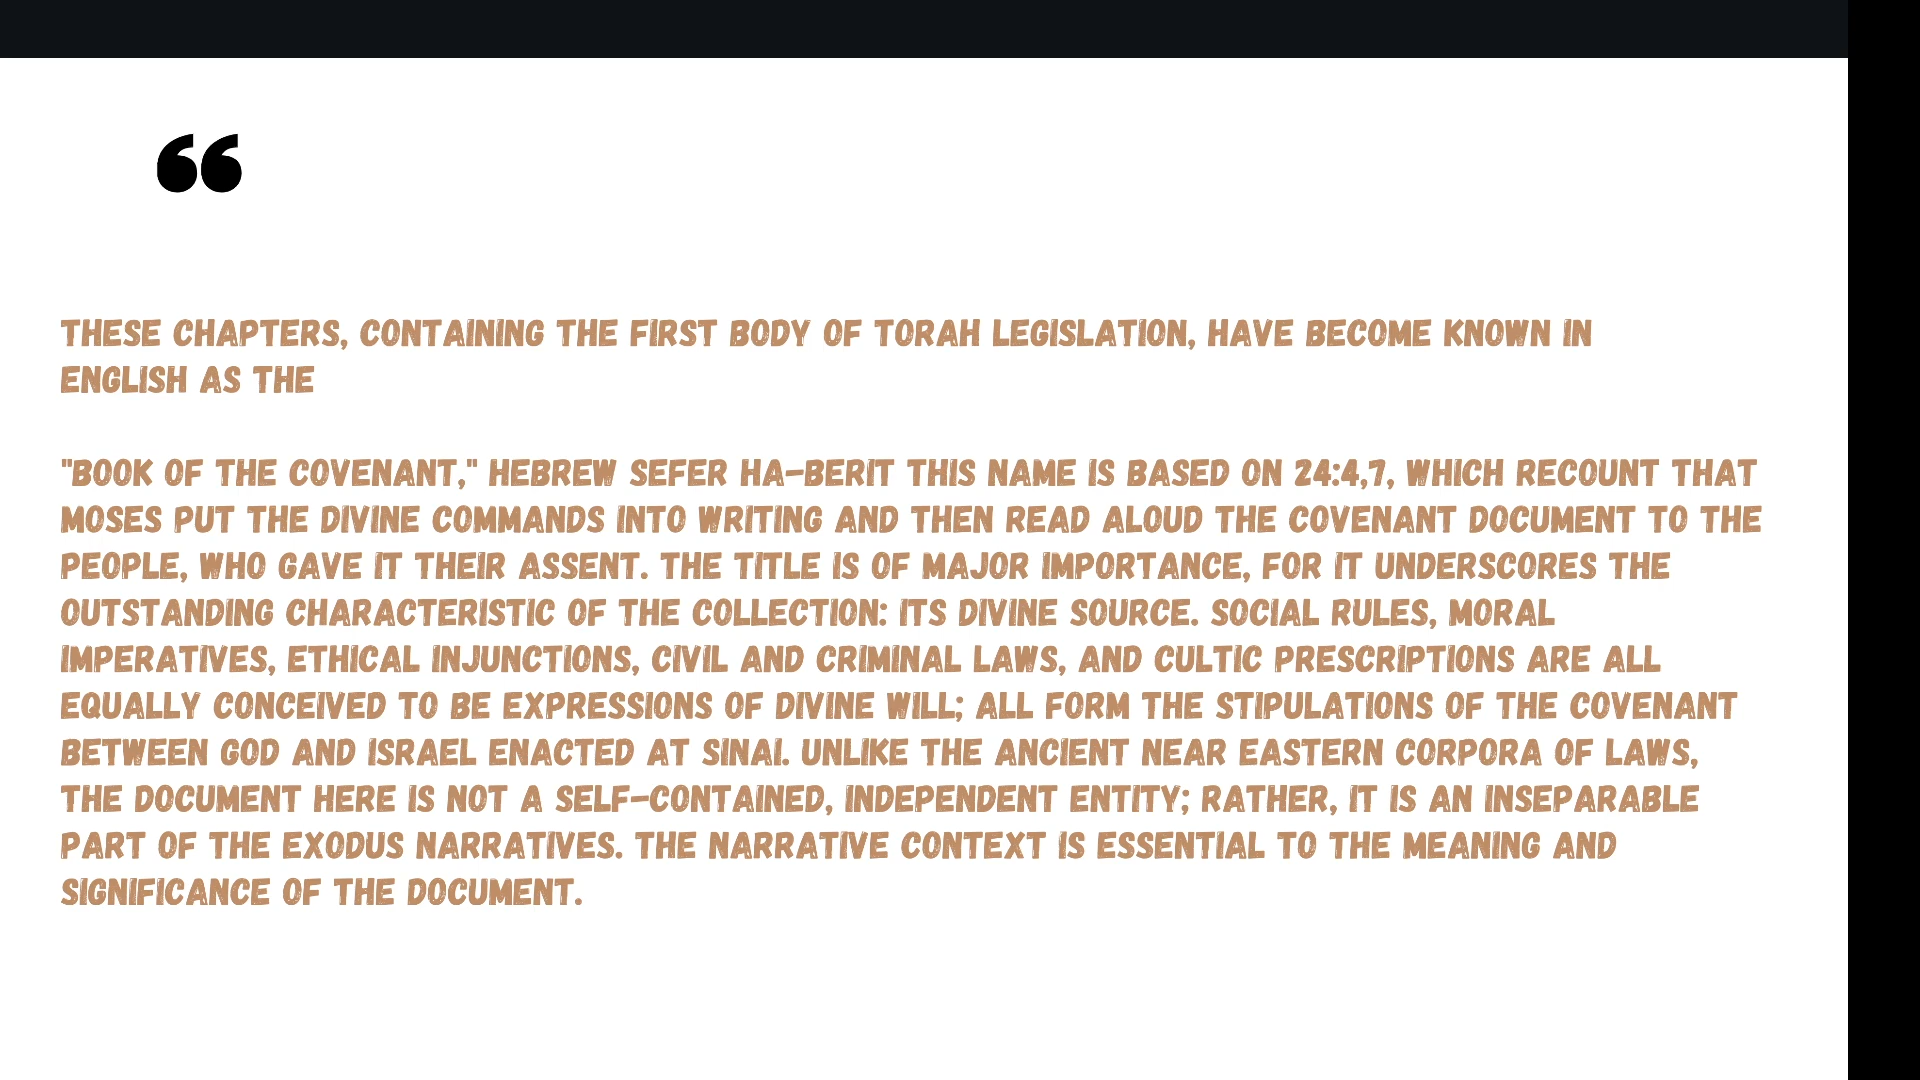 “
THESE CHAPTERS, CONTAINING THE FIRST BODY OF TORAH LEGISLATION, HAVE BECOME KNOWN IN
ENGLISH AS THE
"BOOK OF THE COVENANT," HEBREW SEFER HA-BERIT THIS NAME IS BASED ON 24:4,7, WHICH RECOUNT THAT
MOSES PUT THE DIVINE COMMANDS INTO WRITING AND THEN READ ALOUD THE COVENANT DOCUMENT TO THE
PEOPLE, WHO GAVE IT THEIR ASSENT. THE TITLE IS OF MAJOR IMPORTANCE, FOR IT UNDERSCORES THE
OUTSTANDING CHARACTERISTIC OF THE COLLECTION: ITS DIVINE SOURCE. SOCIAL RULES, MORAL
IMPERATIVES, ETHICAL INJUNCTIONS, CIVIL AND CRIMINAL LAWS, AND CULTIC PRESCRIPTIONS ARE ALL
EQUALLY CONCEIVED TO BE EXPRESSIONS OF DIVINE WILL; ALL FORM THE STIPULATIONS OF THE COVENANT
BETWEEN GOD AND ISRAEL ENACTED AT SINAI. UNLIKE THE ANCIENT NEAR EASTERN CORPORA OF LAWS,
THE DOCUMENT HERE IS NOT A SELF-CONTAINED, INDEPENDENT ENTITY; RATHER, IT IS AN INSEPARABLE
PART OF THE EXODUS NARRATIVES. THE NARRATIVE CONTEXT IS ESSENTIAL TO THE MEANING AND
SIGNIFICANCE OF THE DOCUMENT.